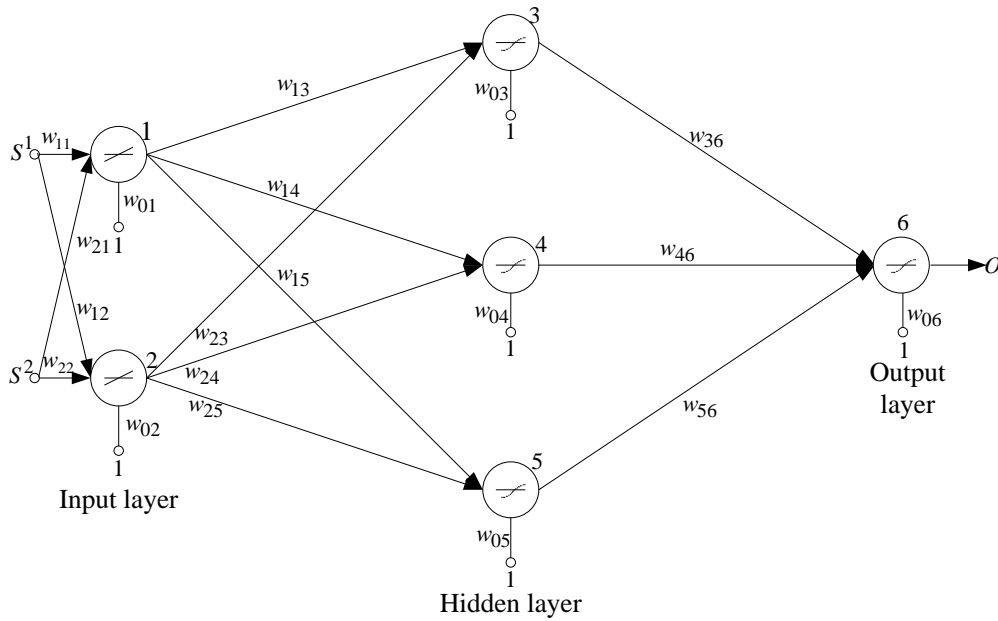 3
w13
w03
1
S1
w11
1
w36
w14
w01
1
4
w46
6
O
w21
w15
w04
1
w12
w06
1
w23
S2
w22
2
w24
w25
w56
Output
layer
w02
1
5
Input layer
w05
1
Hidden layer